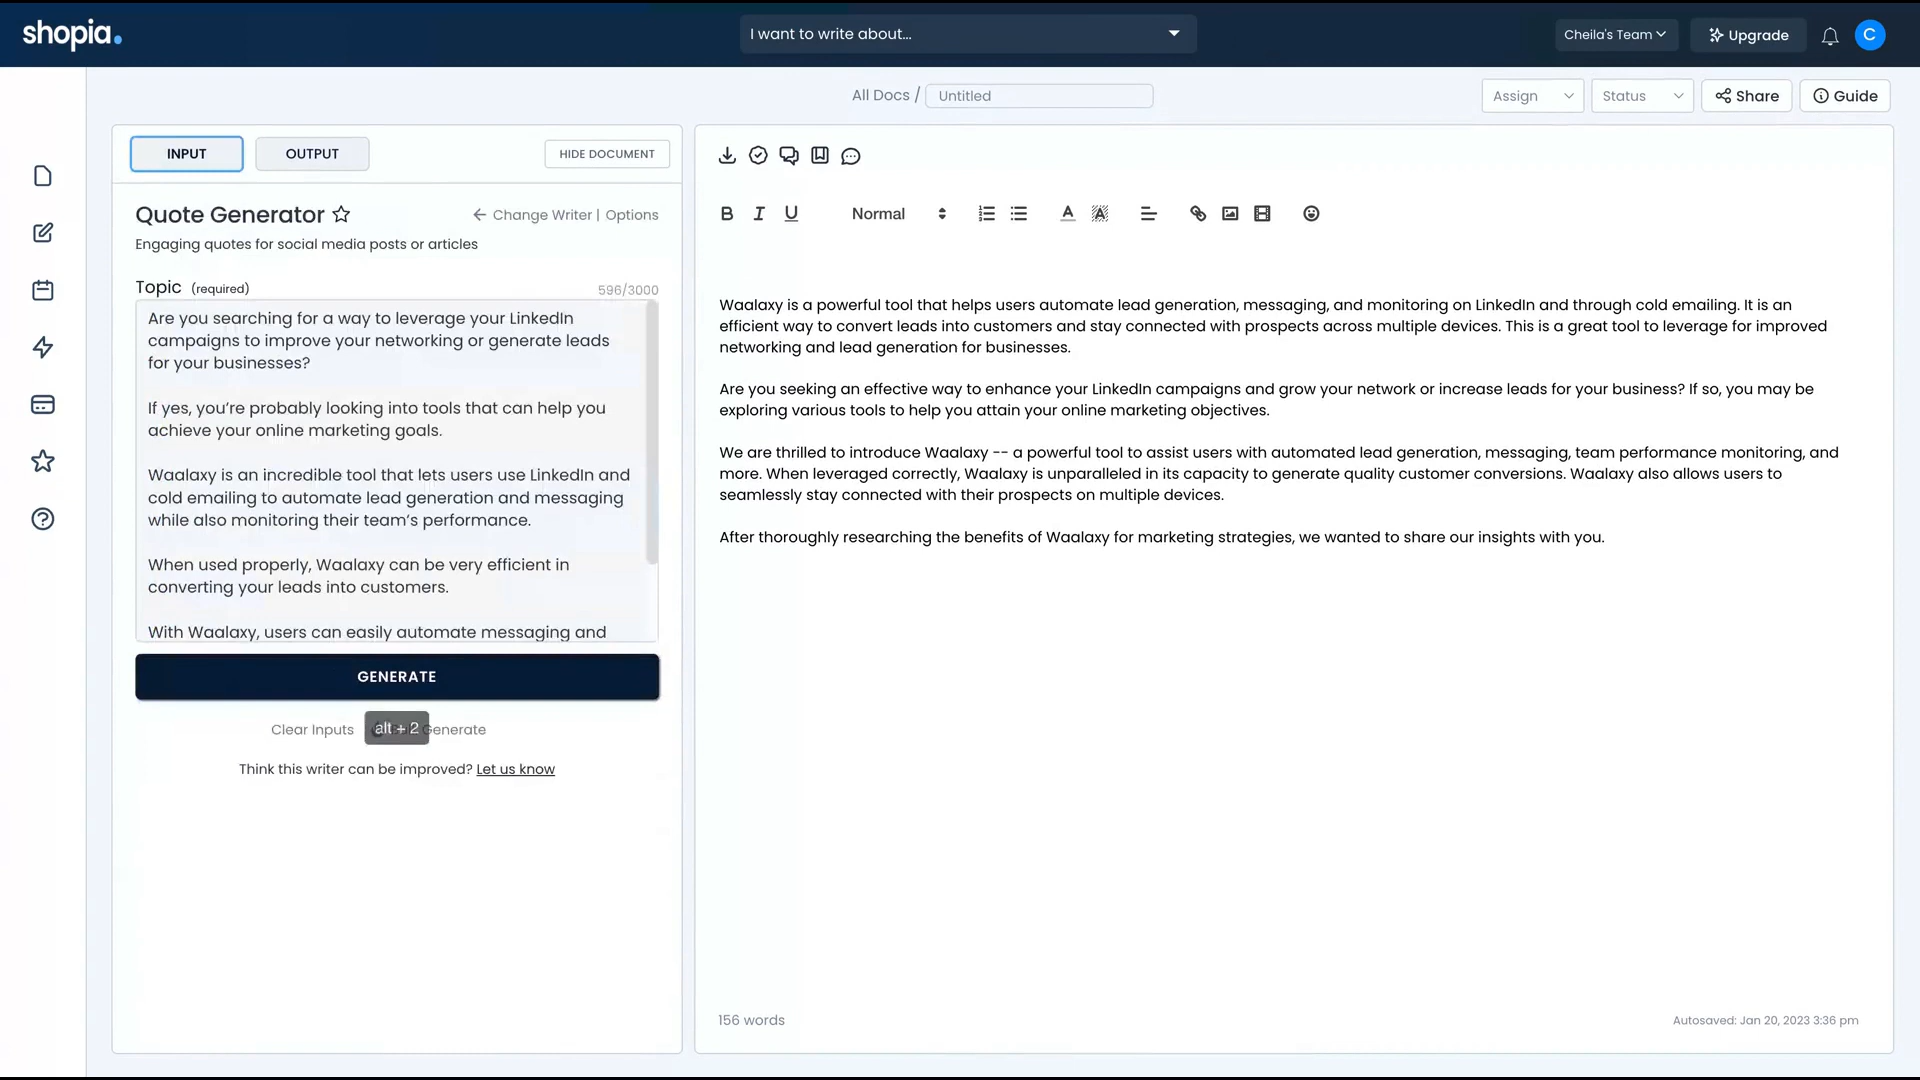 shopia.
I want to write about...
Cheila's Team
Upgrade
C
All Docs /
Untitled
Assign
Status
Share
Guide
INPUT
OUTPUT
HIDE DOCUMENT
Quote Generator
Change Writer |
Options
Engaging quotes for social media posts or articles
Topic (required)
596/3000
Are you searching for a way to leverage your LinkedIn
campaigns to improve your networking or generate leads
for your businesses?
If yes, you're probably looking into tools that can help you
achieve your online marketing goals.
Waalaxy is an incredible tool that lets users use LinkedIn and
cold emailing to automate lead generation and messaging
while also monitoring their team's performance.
When used properly, Waalaxy can be very efficient in
converting your leads into customers.
With Waalaxy, users can easily automate messaging and
GENERATE
Clear Inputs
alt + 2
Generate
Think this writer can be improved? Let us know
B I U
Normal
A
A
Waalaxy is a powerful tool that helps users automate lead generation, messaging, and monitoring on LinkedIn and through cold emailing. It is an
efficient way to convert leads into customers and stay connected with prospects across multiple devices. This is a great tool to leverage for improved
networking and lead generation for businesses.
Are you seeking an effective way to enhance your LinkedIn campaigns and grow your network or increase leads for your business? If so, you may be
exploring various tools to help you attain your online marketing objectives.
We are thrilled to introduce Waalaxy -- a powerful tool to assist users with automated lead generation, messaging, team performance monitoring, and
more. When leveraged correctly, Waalaxy is unparalleled in its capacity to generate quality customer conversions. Waalaxy also allows users to
seamlessly stay connected with their prospects on multiple devices.
After thoroughly researching the benefits of Waalaxy for marketing strategies, we wanted to share our insights with you.
156 words
Autosaved: Jan 20, 2023 3:36 pm